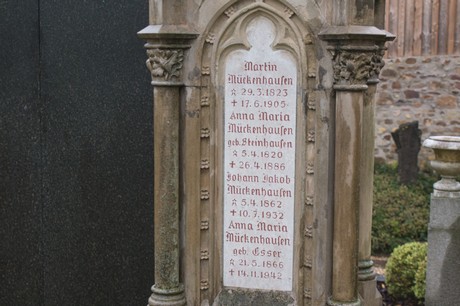 Martin
Mückenhausen
☆ 29.3.1823
✝ 17.6.1905
Anna Maria
Mückenhausen
geb. Steinhausen
☆ 5.4.1820
✝ 26.4.1886
Johann Jakob
Mückenhausen
☆ 5.4.1862
✝ 10.7.1932
Anna Maria
Mückenhausen
geb. Esser
☆ 21.5.1866
✝ 14.11.1942